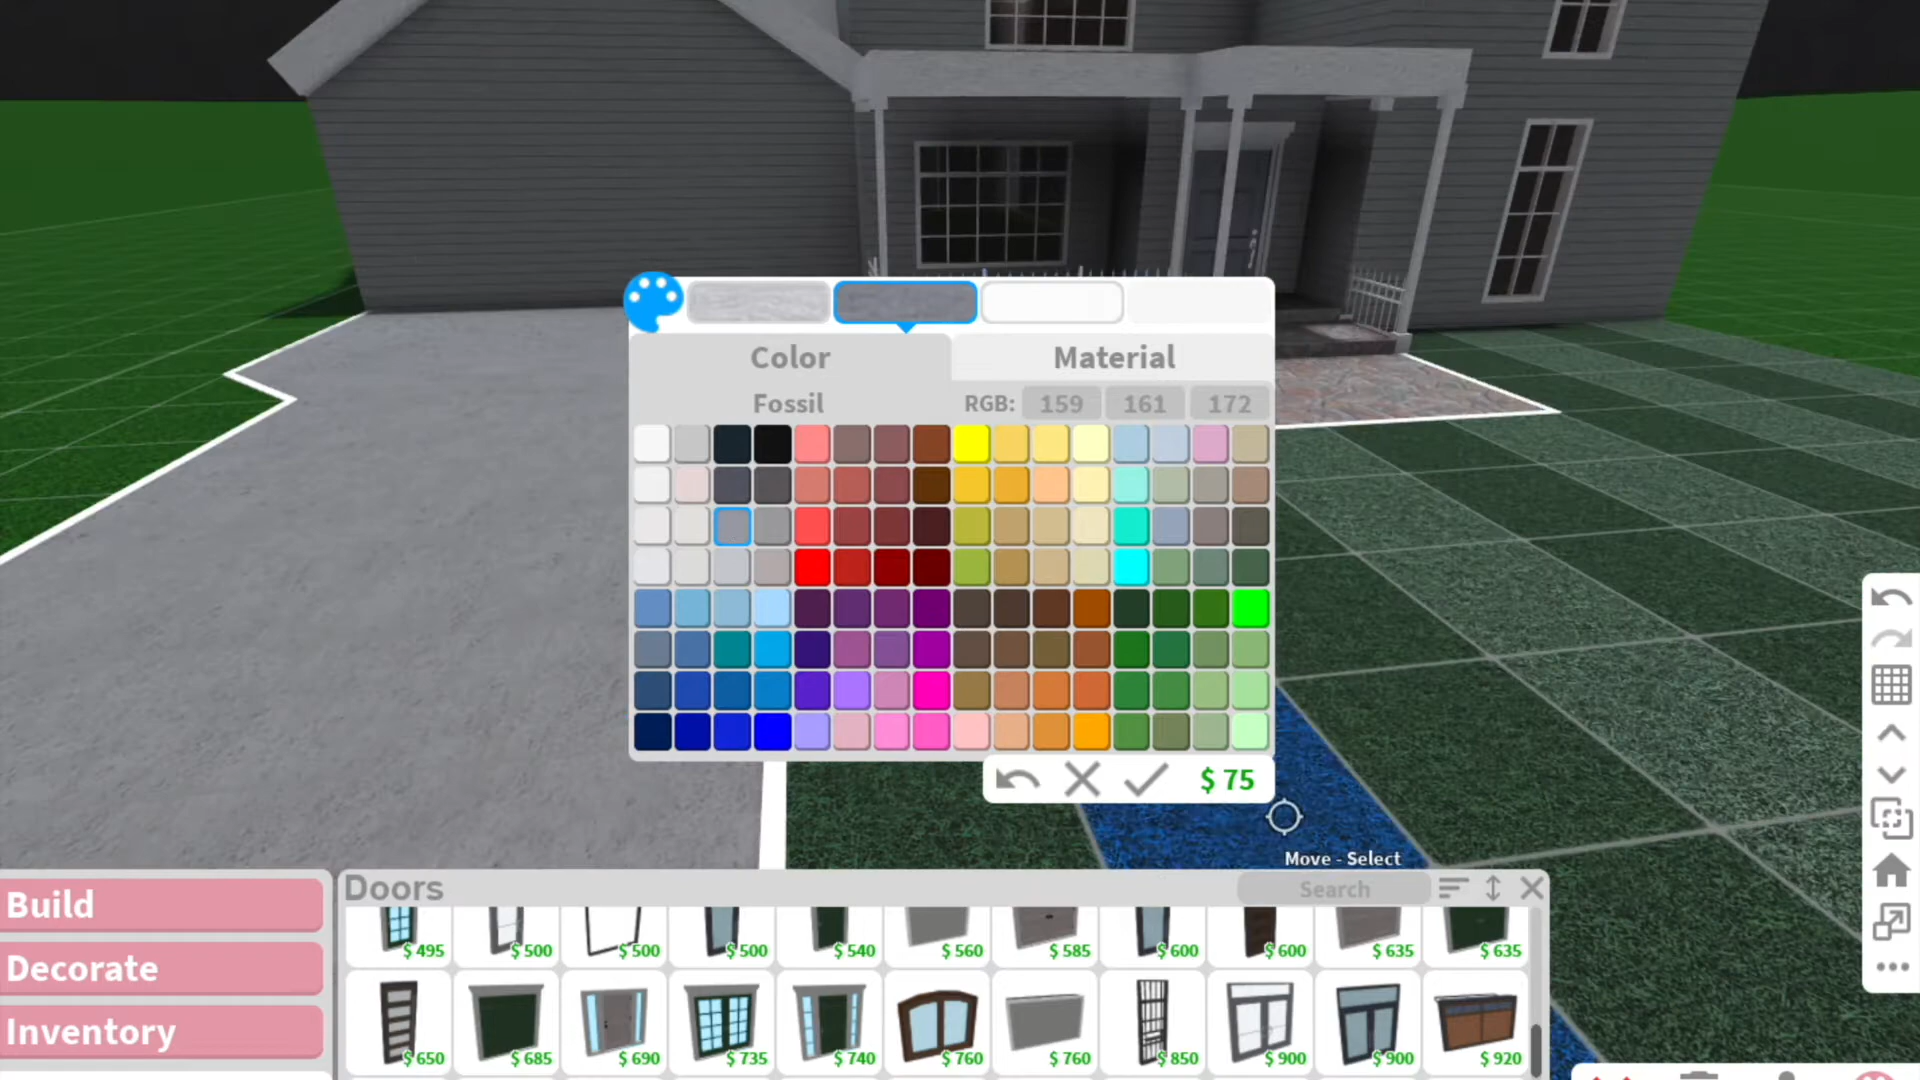 Color
Material
Fossil
RGB: 159 161 172
$ 75
Move - Select
Build
Decorate
Inventory
Doors
Search
$ 495
$ 500
$ 500
$ 500
$ 540
$ 560
$ 585
$ 600
$ 600
$ 635
$ 635
$ 650
$ 685
$ 690
$ 735
$ 740
$ 760
$ 760
$ 850
$ 900
$ 900
$ 920